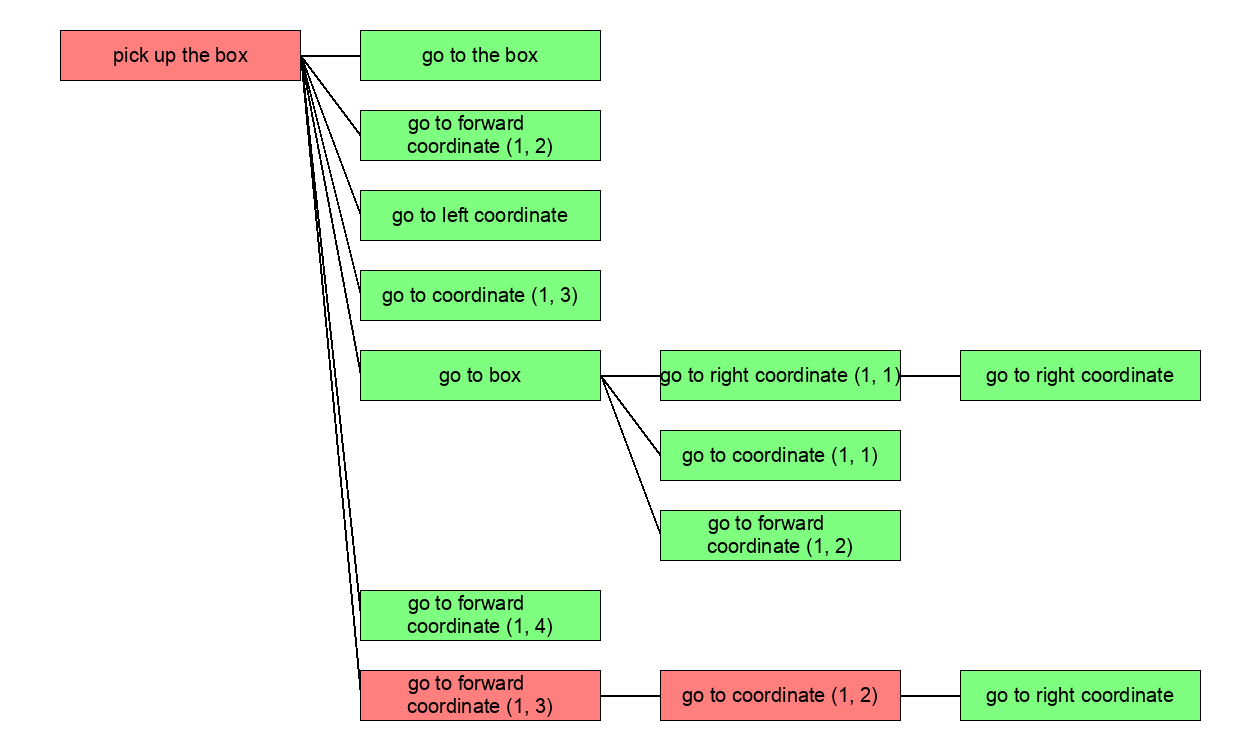 pick up the box
go to the box
go to forward
coordinate (1, 2)
go to left coordinate
go to coordinate (1, 3)
go to box
go to right coordinate (1, 1)
go to right coordinate
go to coordinate (1, 1)
go to forward
coordinate (1, 2)
go to forward
coordinate (1, 4)
go to forward
coordinate (1, 3)
go to coordinate (1, 2)
go to right coordinate